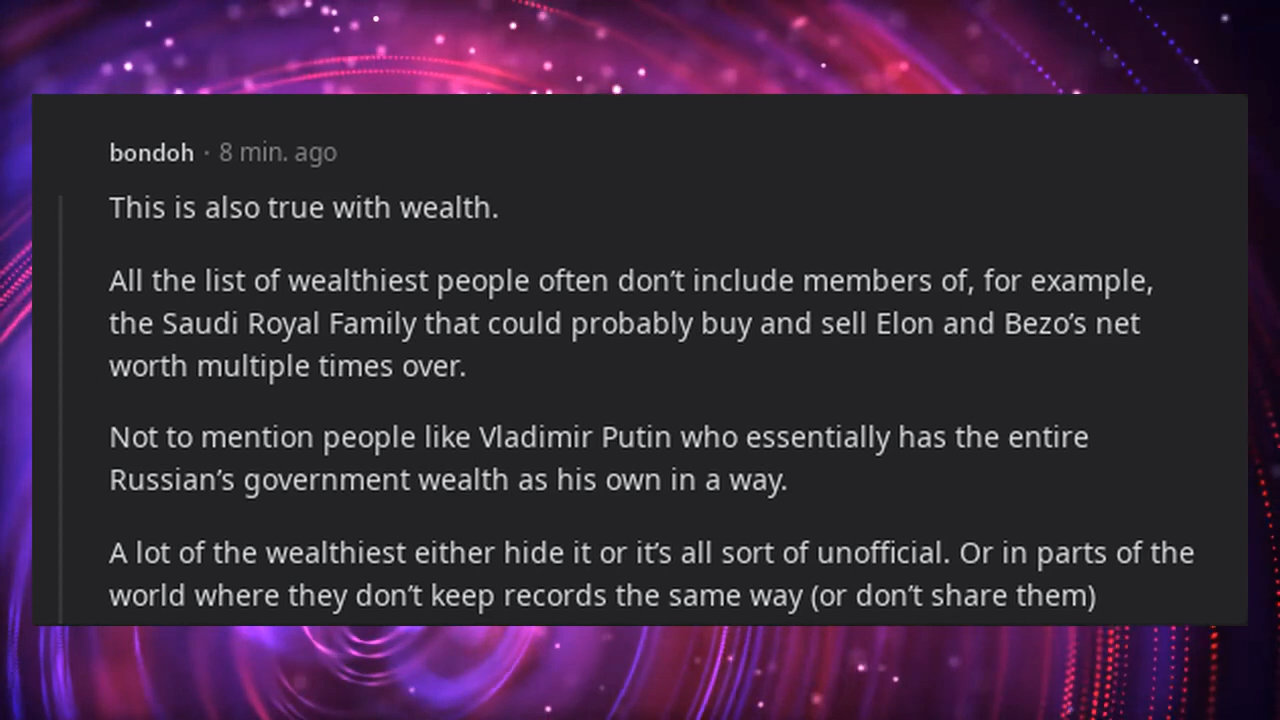 bondoh · 8 min. ago
This is also true with wealth.
All the list of wealthiest people often don’t include members of, for example,
the Saudi Royal Family that could probably buy and sell Elon and Bezo’s net
worth multiple times over.
Not to mention people like Vladimir Putin who essentially has the entire
Russian’s government wealth as his own in a way.
A lot of the wealthiest either hide it or it’s all sort of unofficial. Or in parts of the
world where they don’t keep records the same way (or don’t share them)